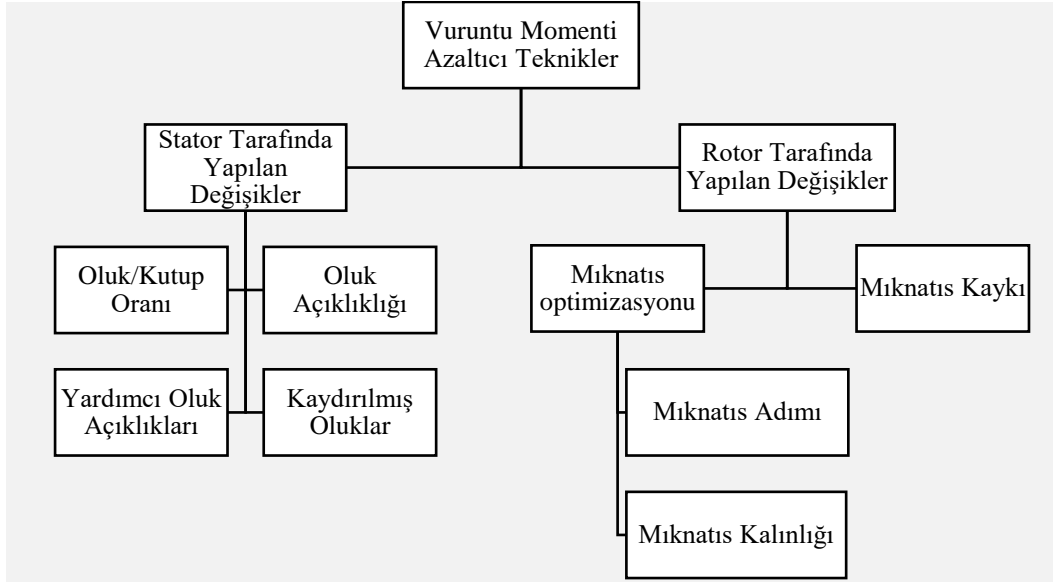 Vuruntu Momenti
Azaltıcı Teknikler
Stator Tarafında
Yapılan
Değişikler
Rotor Tarafında
Yapılan Değişikler
Oluk/Kutup
Oranı
Oluk
Açıklıklığı
Mıknatıs
optimizasyonu
Mıknatıs Kaykı
Yardımcı Oluk
Açıklıkları
Kaydırılmış
Oluklar
Mıknatıs Adımı
Mıknatıs Kalınlığı